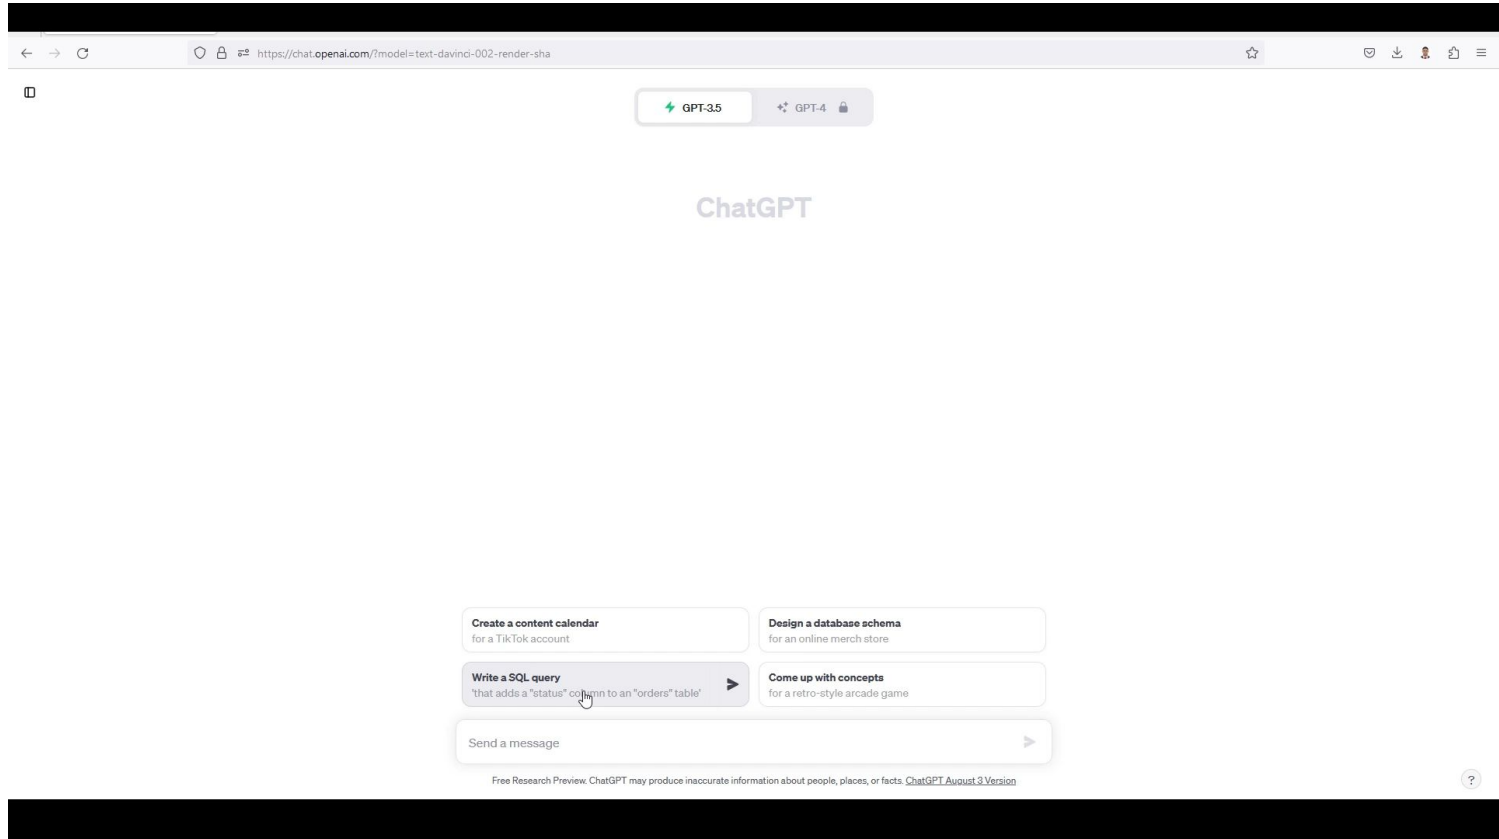 https://chat.openai.com/?model=text-davinci-002-render-sha
GPT-3.5
GPT-4
ChatGPT
Create a content calendar
for a TikTok account
Design a database schema
for an online merch store
Write a SQL query
'that adds a "status" column to an "orders" table'
Come up with concepts
for a retro-style arcade game
Send a message
Free Research Preview. ChatGPT may produce inaccurate information about people, places, or facts. ChatGPT August 3 Version
?